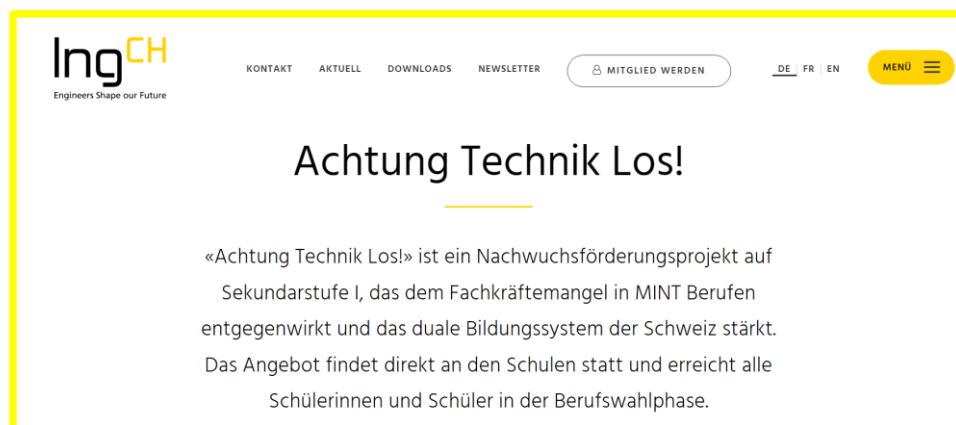 IngCH
Engineers Shape our Future
KONTAKT AKTUELL DOWNLOADS NEWSLETTER MITGLIED WERDEN DE FR EN MENÜ
Achtung Technik Los!
«Achtung Technik Los!» ist ein Nachwuchsförderungsprojekt auf
Sekundarstufe I, das dem Fachkräftemangel in MINT Berufen
entgegenwirkt und das duale Bildungssystem der Schweiz stärkt.
Das Angebot findet direkt an den Schulen statt und erreicht alle
Schülerinnen und Schüler in der Berufswahlphase.